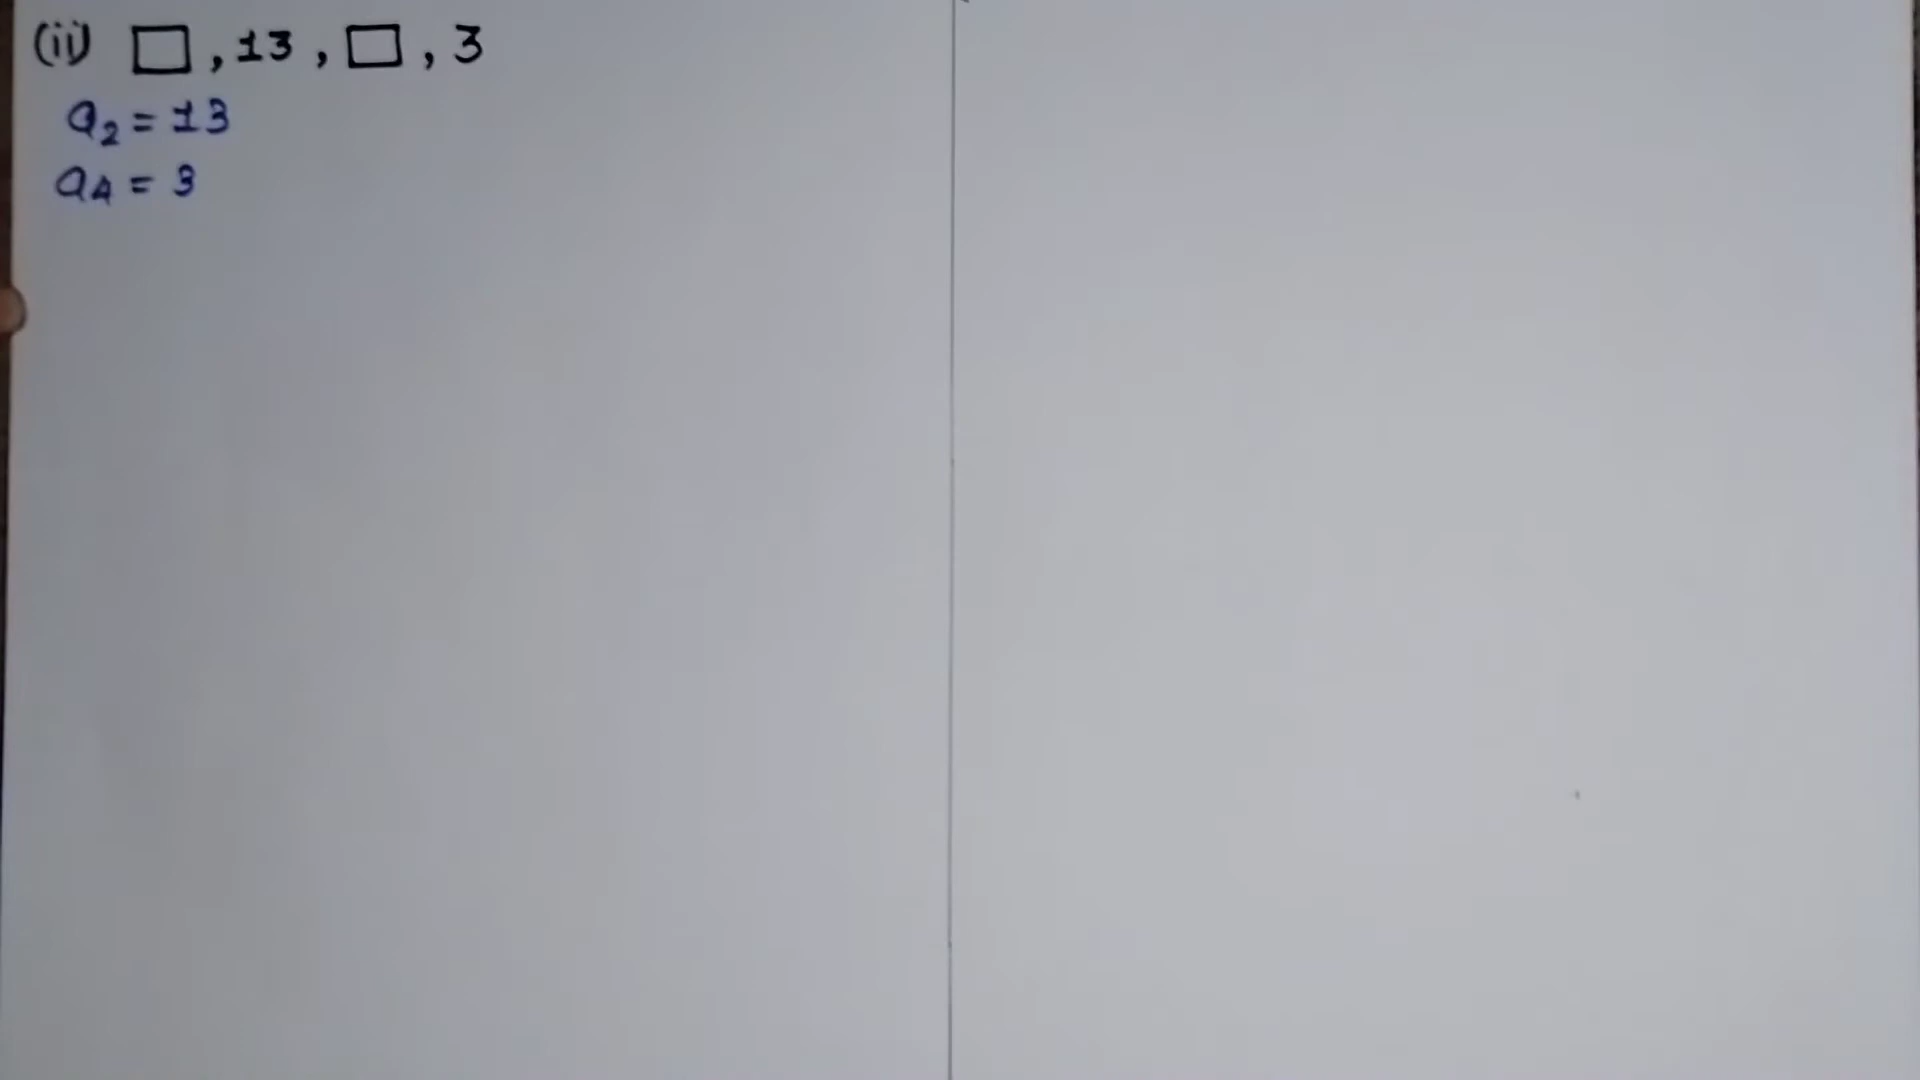 (ii) □ , 13 , □ , 3
a₂ = 13
a₄ = 3